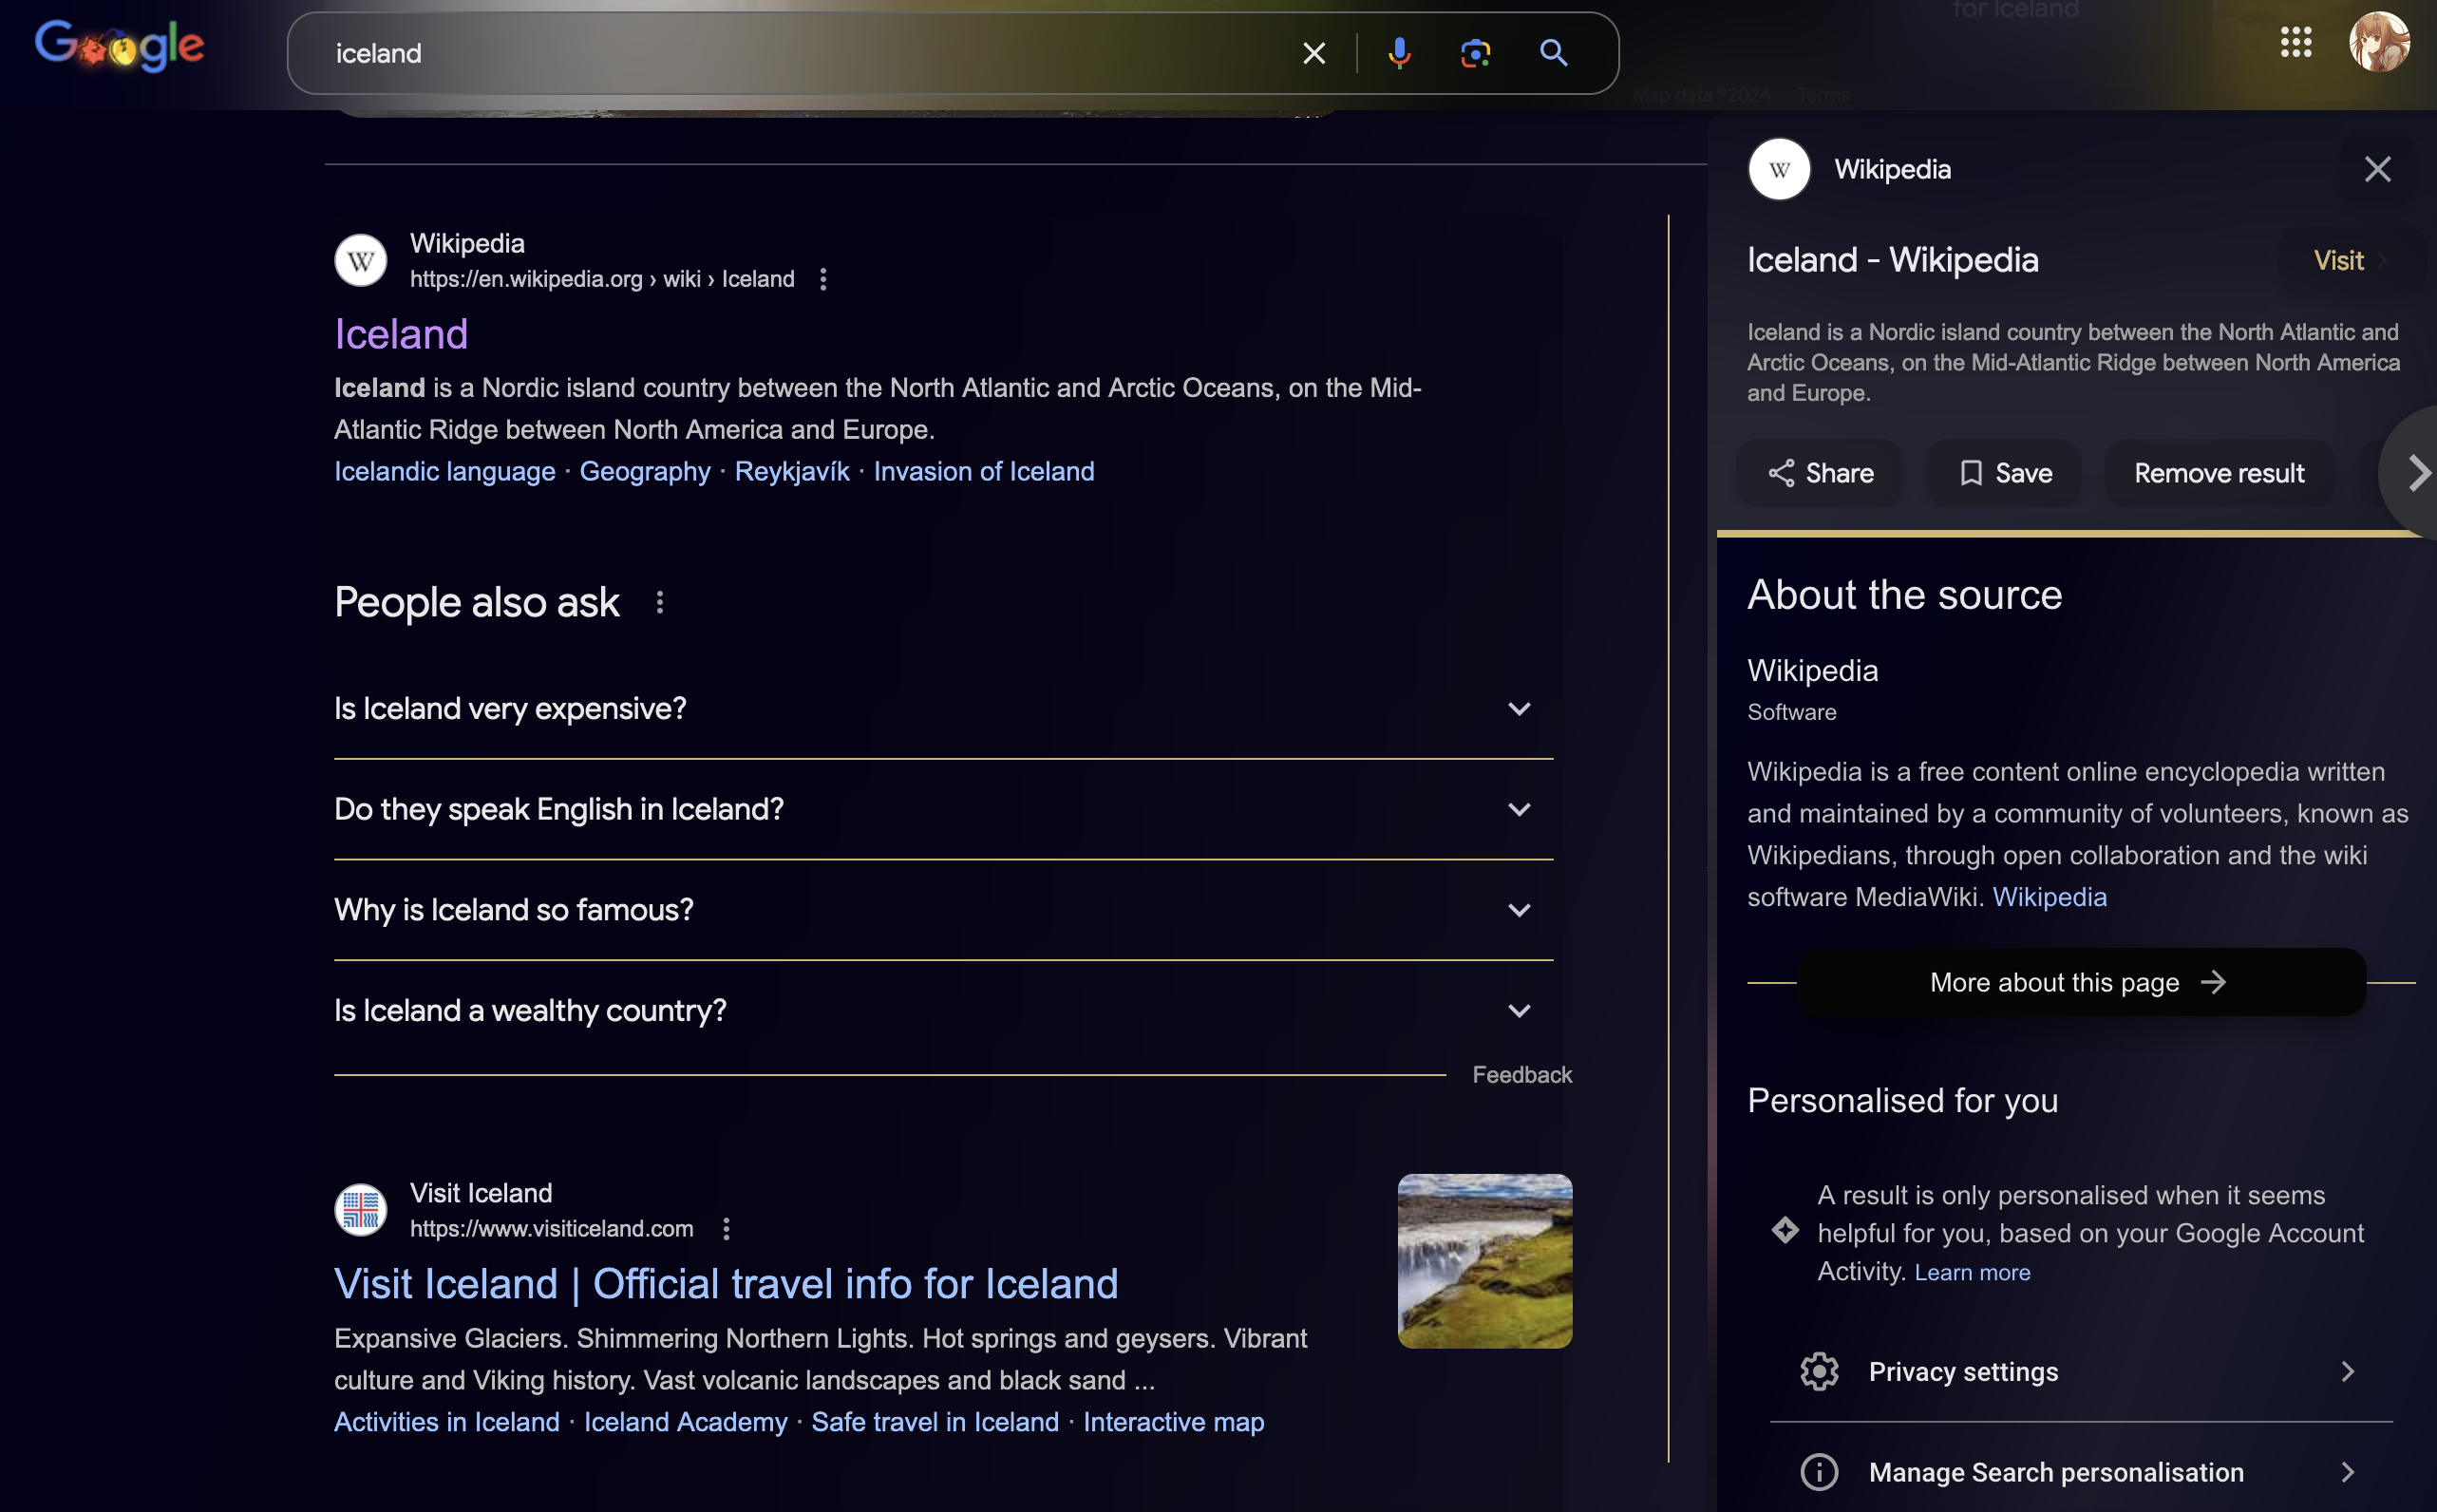 Google
iceland
for Iceland
Map data ©2024 Terms
Wikipedia
https://en.wikipedia.org › wiki › Iceland
Iceland
Iceland is a Nordic island country between the North Atlantic and Arctic Oceans, on the Mid-
Atlantic Ridge between North America and Europe.
Icelandic language · Geography · Reykjavík · Invasion of Iceland
People also ask
Is Iceland very expensive?
Do they speak English in Iceland?
Why is Iceland so famous?
Is Iceland a wealthy country?
Feedback
Visit Iceland
https://www.visiticeland.com
Visit Iceland | Official travel info for Iceland
Expansive Glaciers. Shimmering Northern Lights. Hot springs and geysers. Vibrant
culture and Viking history. Vast volcanic landscapes and black sand ...
Activities in Iceland · Iceland Academy · Safe travel in Iceland · Interactive map
W
Wikipedia
Iceland - Wikipedia
Visit
Iceland is a Nordic island country between the North Atlantic and
Arctic Oceans, on the Mid-Atlantic Ridge between North America
and Europe.
Share
Save
Remove result
About the source
Wikipedia
Software
Wikipedia is a free content online encyclopedia written
and maintained by a community of volunteers, known as
Wikipedians, through open collaboration and the wiki
software MediaWiki. Wikipedia
More about this page
Personalised for you
A result is only personalised when it seems
helpful for you, based on your Google Account
Activity. Learn more
Privacy settings
Manage Search personalisation